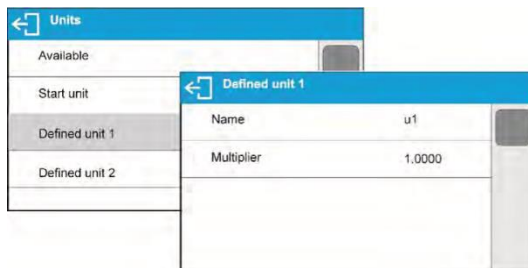 Units
Available
Start unit
Defined unit 1
Defined unit 2
Defined unit 1
Name u1
Multiplier 1.0000